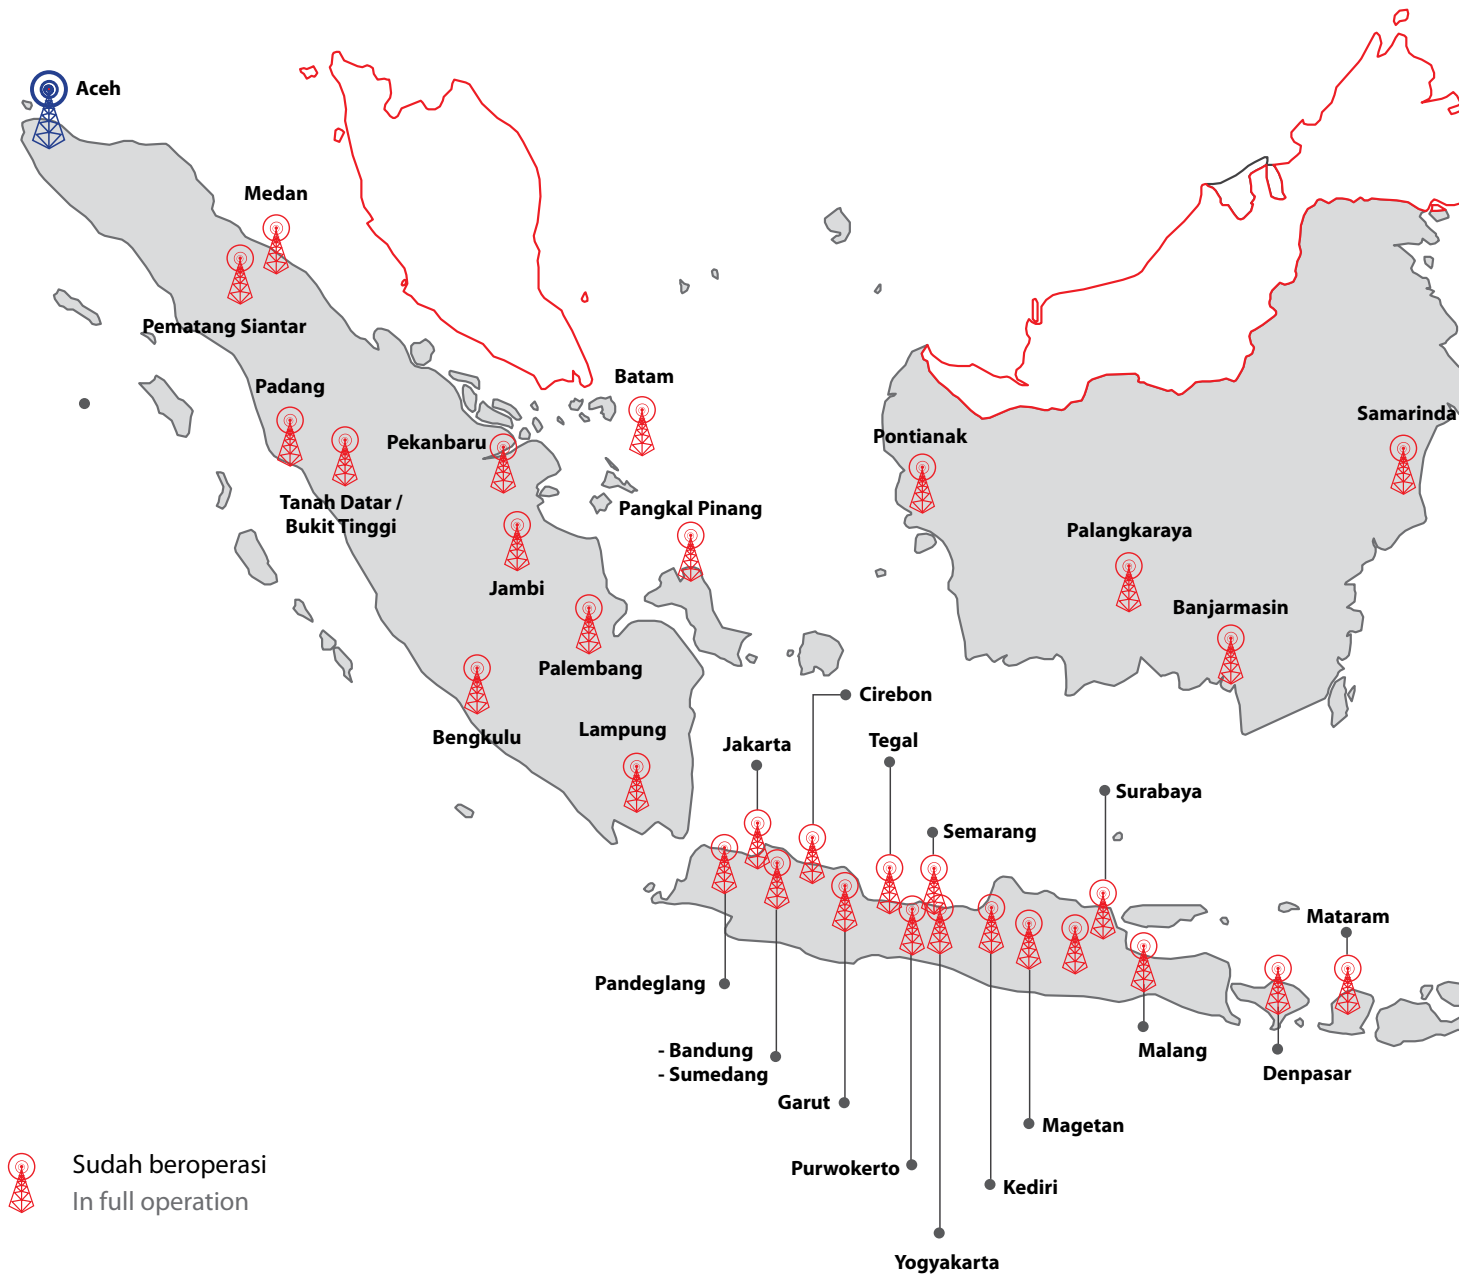 Aceh
Medan
Pematang Siantar
Padang
Batam
Pekanbaru
Samarinda
Pontianak
Tanah Datar /
Bukit Tinggi
Pangkal Pinang
Palangkaraya
Jambi
Banjarmasin
Palembang
Cirebon
Bengkulu
Lampung
Jakarta
Tegal
Surabaya
Semarang
Mataram
Pandeglang
- Bandung
- Sumedang
Malang
Denpasar
Garut
Magetan
Purwokerto
Kediri
Yogyakarta
Sudah beroperasi
In full operation